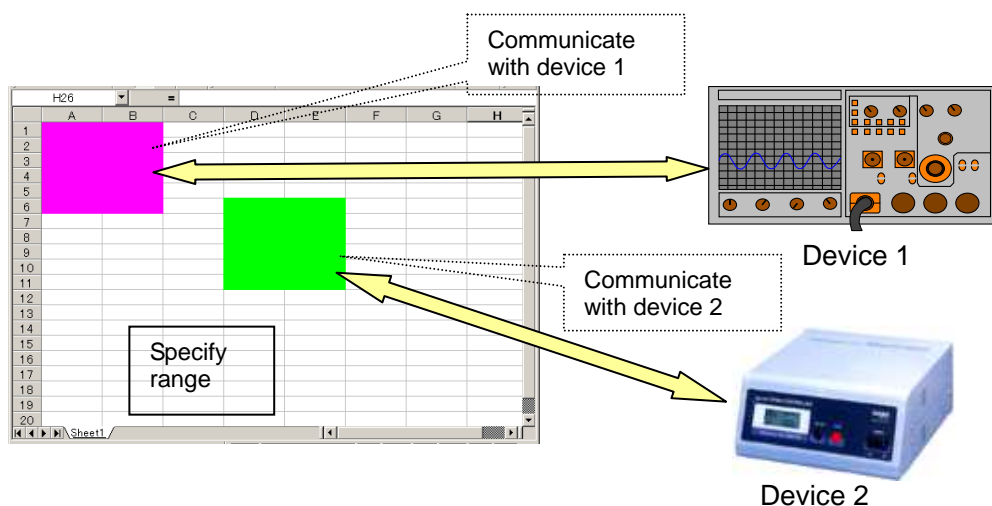 Communicate
with device 1
H26 =
A B C D E F G H
1
2
3
4
5
6
7
8
9
10
11
12
13
14
15
16
17
18
19
20
Sheet1
Specify
range
Device 1
Communicate
with device 2
Device 2